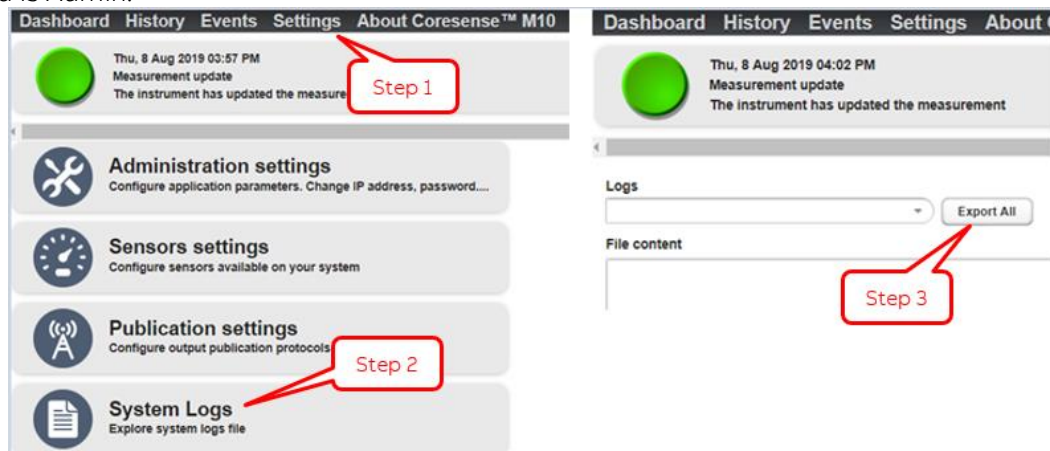 Dashboard History Events Settings About Coresense™ M10
Thu, 8 Aug 2019 03:57 PM
Measurement update
The instrument has updated the measure
Step 1
Administration settings
Configure application parameters. Change IP address, password....
Sensors settings
Configure sensors available on your system
Publication settings
Configure output publication protocols
Step 2
System Logs
Explore system logs file
Dashboard History Events Settings About
Thu, 8 Aug 2019 04:02 PM
Measurement update
The instrument has updated the measurement
Logs
Export All
File content
Step 3